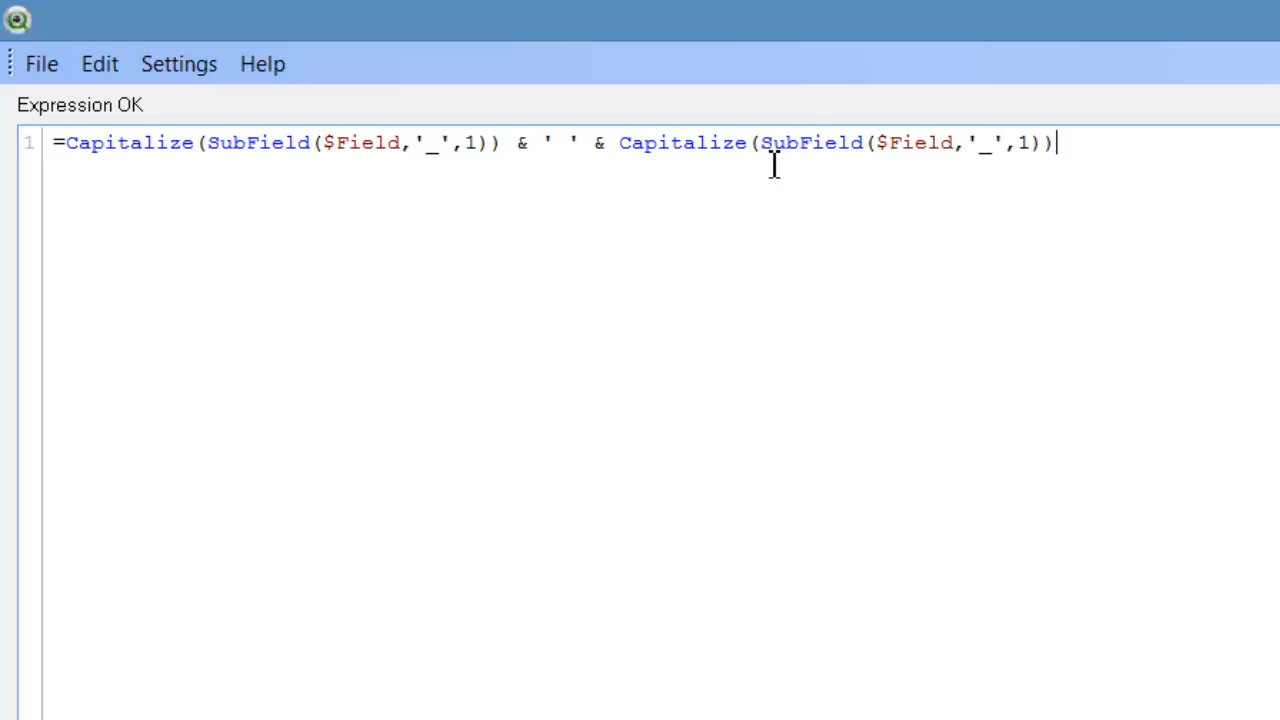 File Edit Settings Help
Expression OK
1 =Capitalize(SubField($Field,'_',1)) & ' ' & Capitalize(SubField($Field,'_',1))